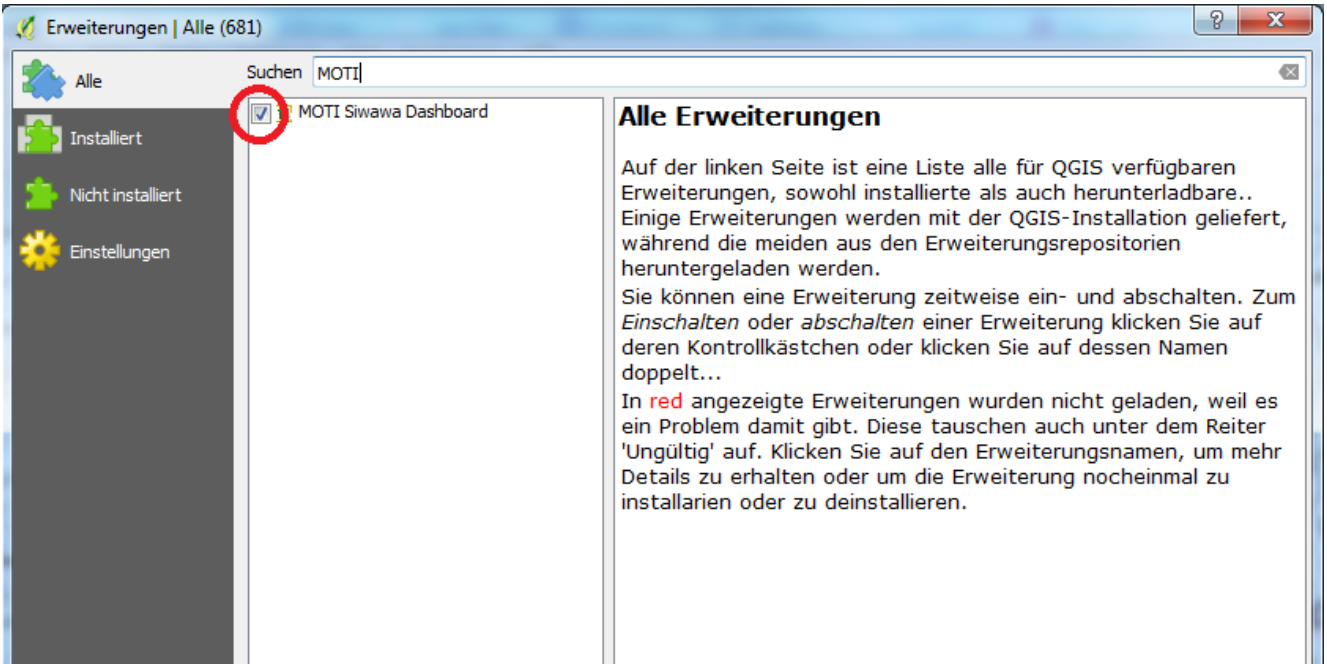 Erweiterungen | Alle (681)
Alle
Installiert
Nicht installiert
Einstellungen
Suchen MOTI
MOTI Siwawa Dashboard
Alle Erweiterungen
Auf der linken Seite ist eine Liste alle für QGIS verfügbaren
Erweiterungen, sowohl installierte als auch herunterladbare..
Einige Erweiterungen werden mit der QGIS-Installation geliefert,
während die meiden aus den Erweiterungsrepositorien
heruntergeladen werden.
Sie können eine Erweiterung zeitweise ein- und abschalten. Zum
Einschalten oder abschalten einer Erweiterung klicken Sie auf
deren Kontrollkästchen oder klicken Sie auf dessen Namen
doppelt...
In red angezeigte Erweiterungen wurden nicht geladen, weil es
ein Problem damit gibt. Diese tauschen auch unter dem Reiter
'Ungültig' auf. Klicken Sie auf den Erweiterungsnamen, um mehr
Details zu erhalten oder um die Erweiterung nocheinmal zu
installarien oder zu deinstallieren.